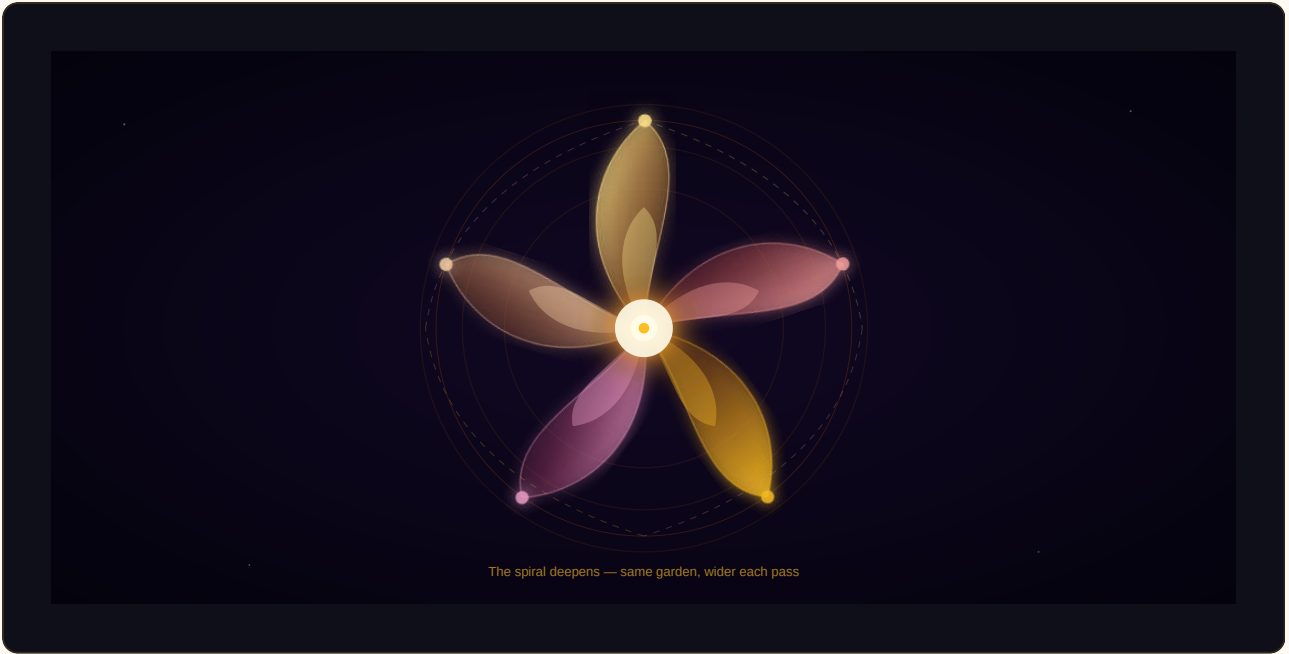 The spiral deepens — same garden, wider each pass